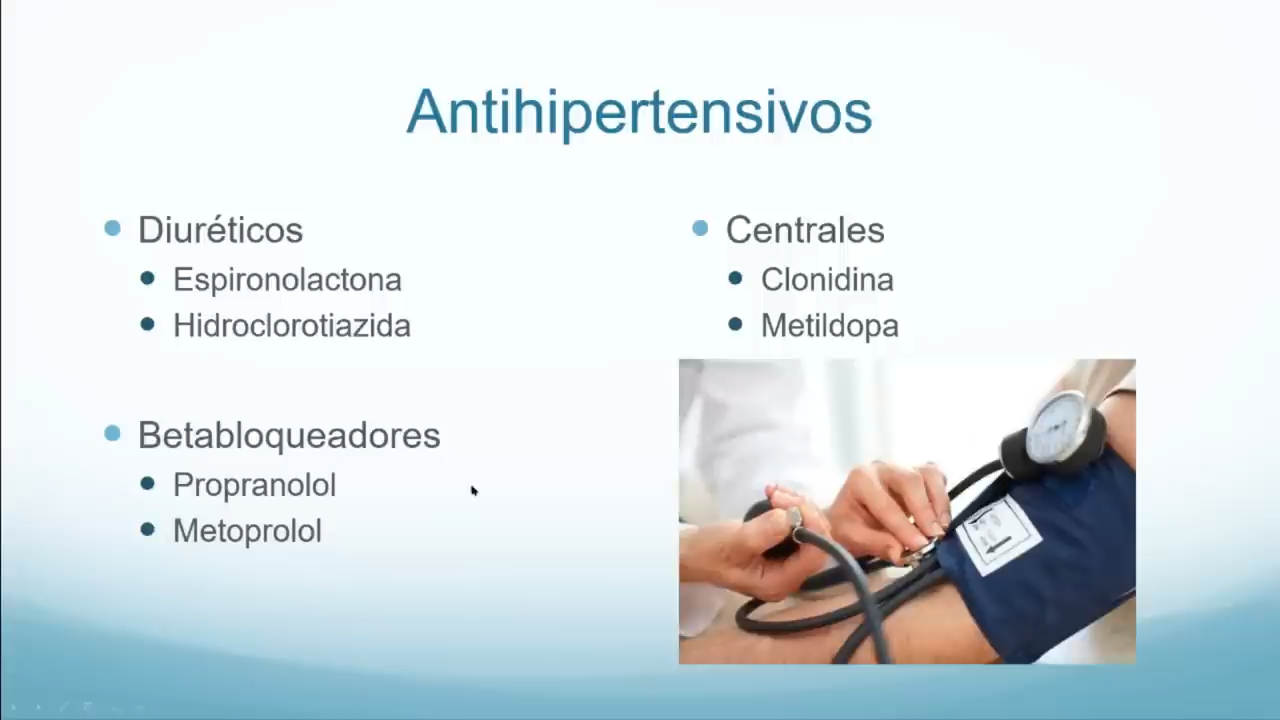 Antihipertensivos
Diuréticos
Espironolactona
Hidroclorotiazida
Betabloqueadores
Propranolol
Metoprolol
Centrales
Clonidina
Metildopa